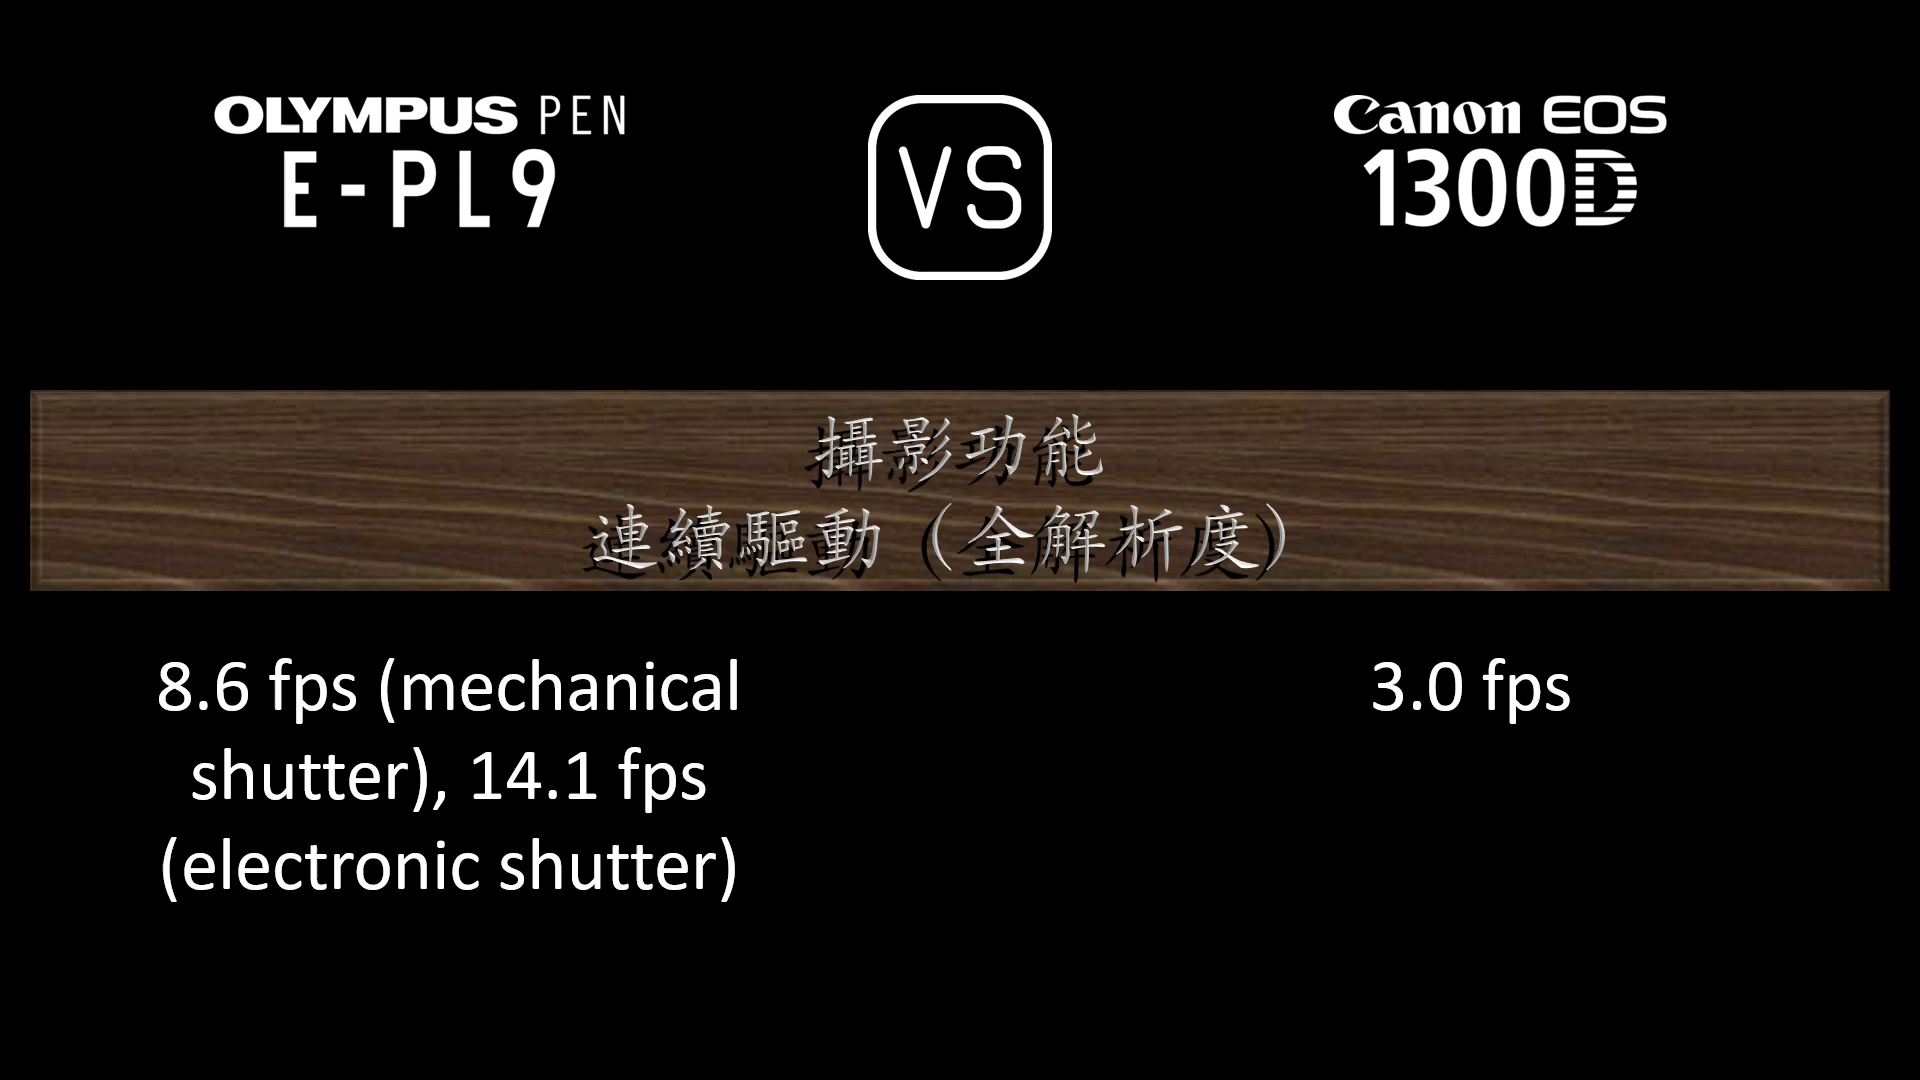 OLYMPUS PEN
E-PL9
VS
Canon EOS
1300D
攝影功能
連續驅動（全解析度）
8.6 fps (mechanical
shutter), 14.1 fps
(electronic shutter)
3.0 fps